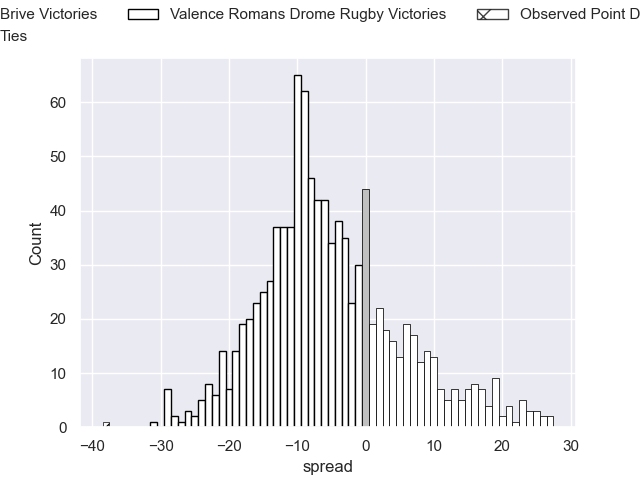 Brive Victories Valence Romans Drome Rugby Victories Observed Point D
Ties
60
50
40
30
20
10
0
Count
−40 −30 −20 −10 0 10 20 30
spread